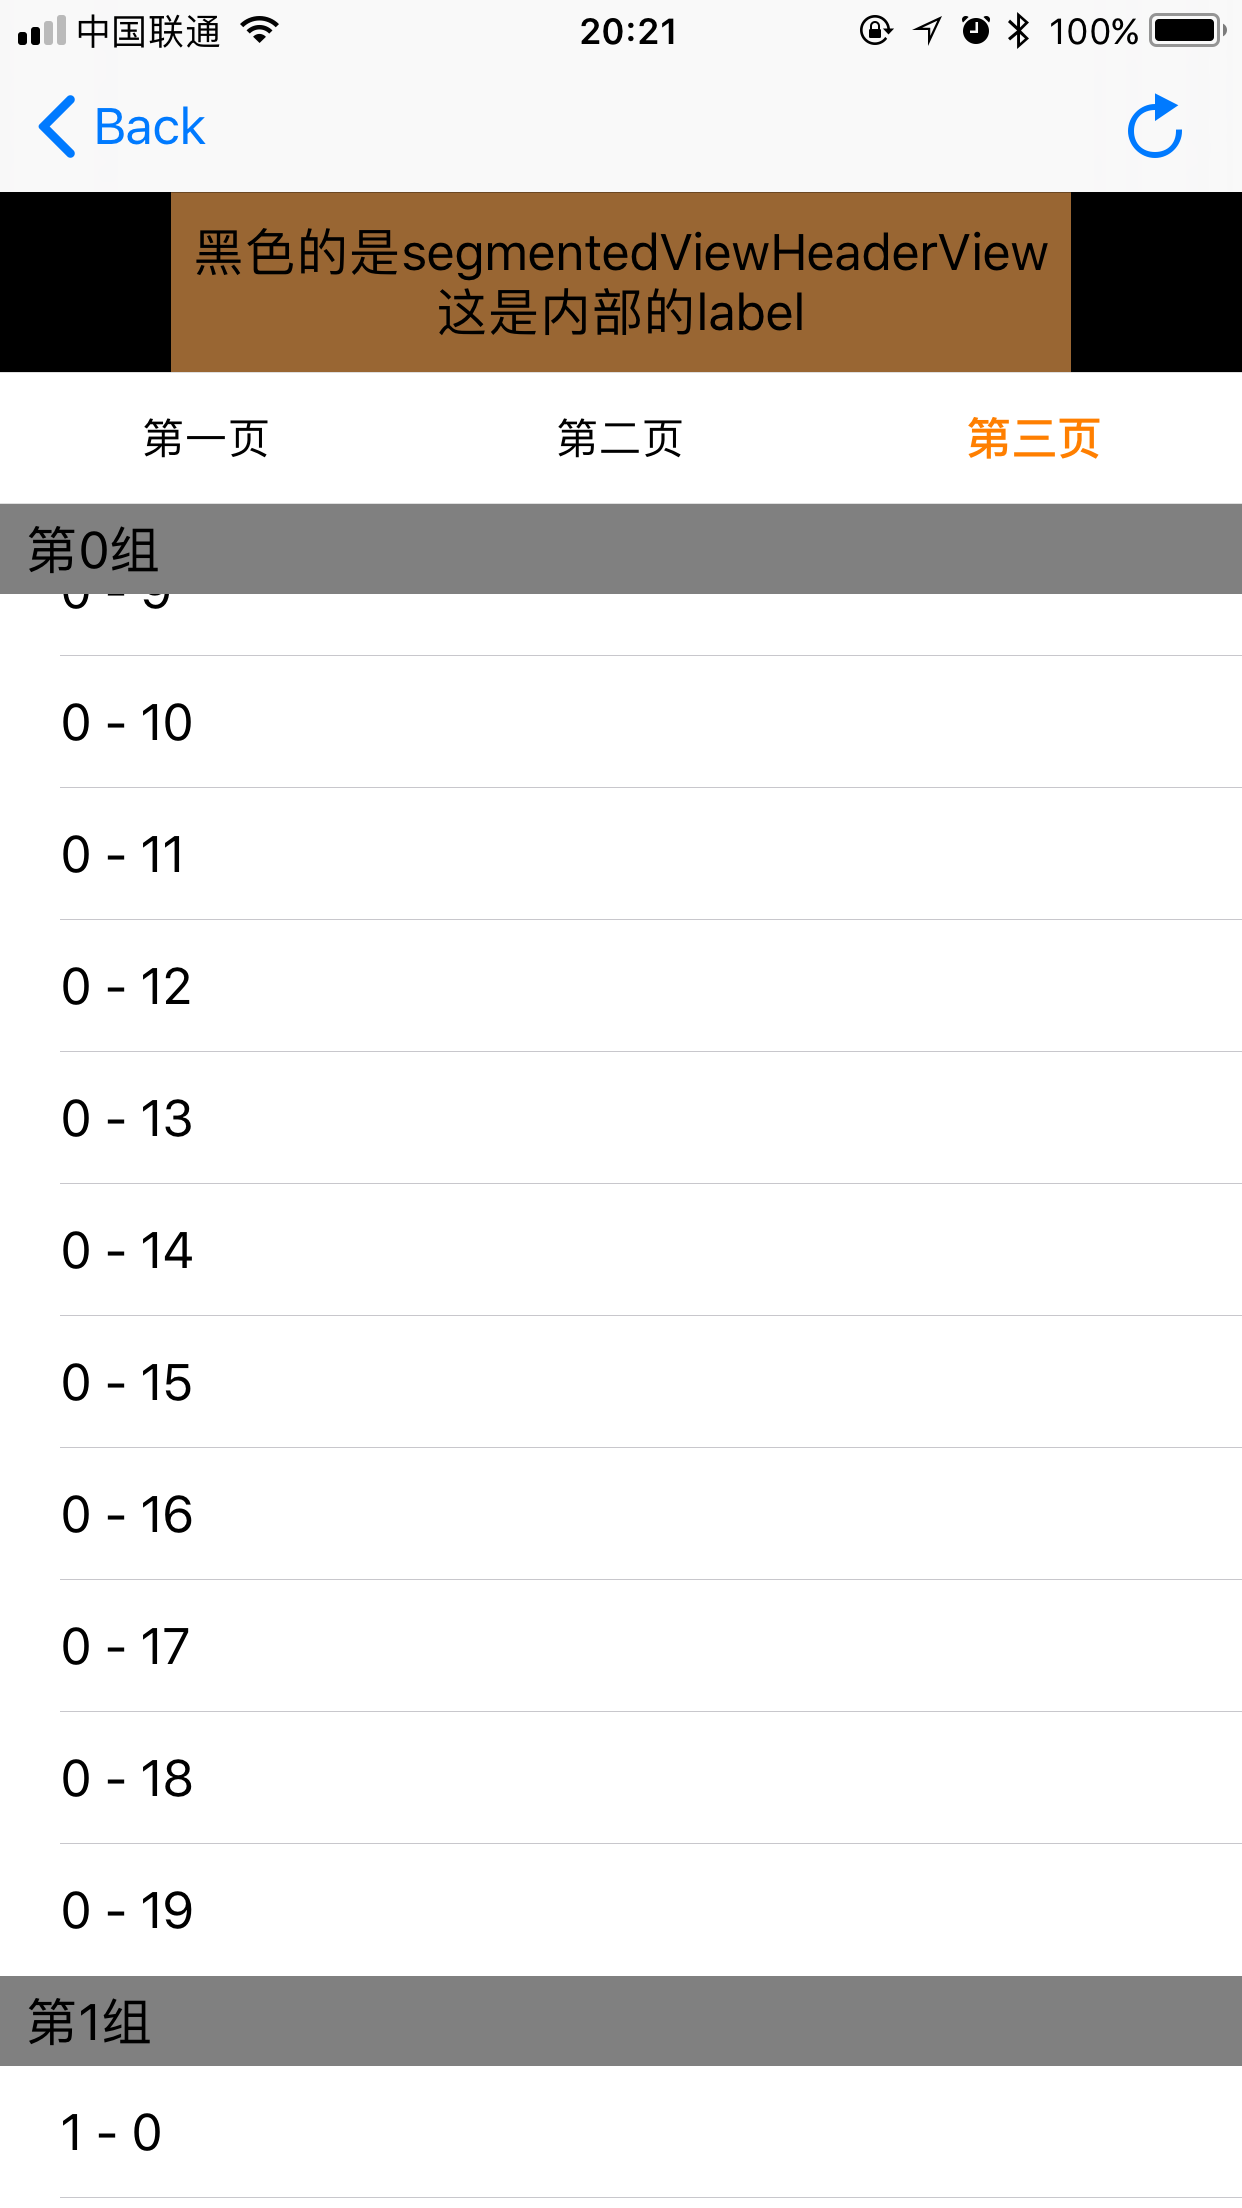 中国联通 20:21 100%
Back
黑色的是segmentedViewHeaderView
这是内部的label
第一页 第二页 第三页
第0组
0 - 9
0 - 10
0 - 11
0 - 12
0 - 13
0 - 14
0 - 15
0 - 16
0 - 17
0 - 18
0 - 19
第1组
1 - 0